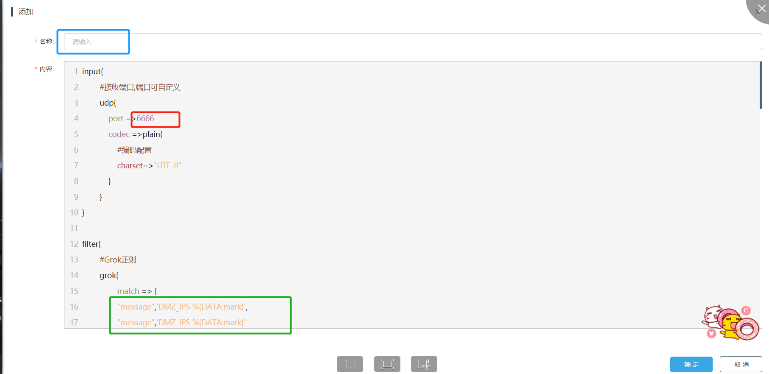 添加
* 名称:
请输入
* 内容:
1 input{
2 #接收端口,端口可自定义
3 udp{
4 port =>6666
5 codec =>plain{
6 #编码配置
7 charset=>"UTF-8"
8 }
9 }
10 }
11
12 filter{
13 #Grok正则
14 grok{
15 match => [
16 "message",'DMZ_IPS %{DATA:mark}',
17 "message",'DMZ_IPS %{DATA:mark}'
确 定
取 消